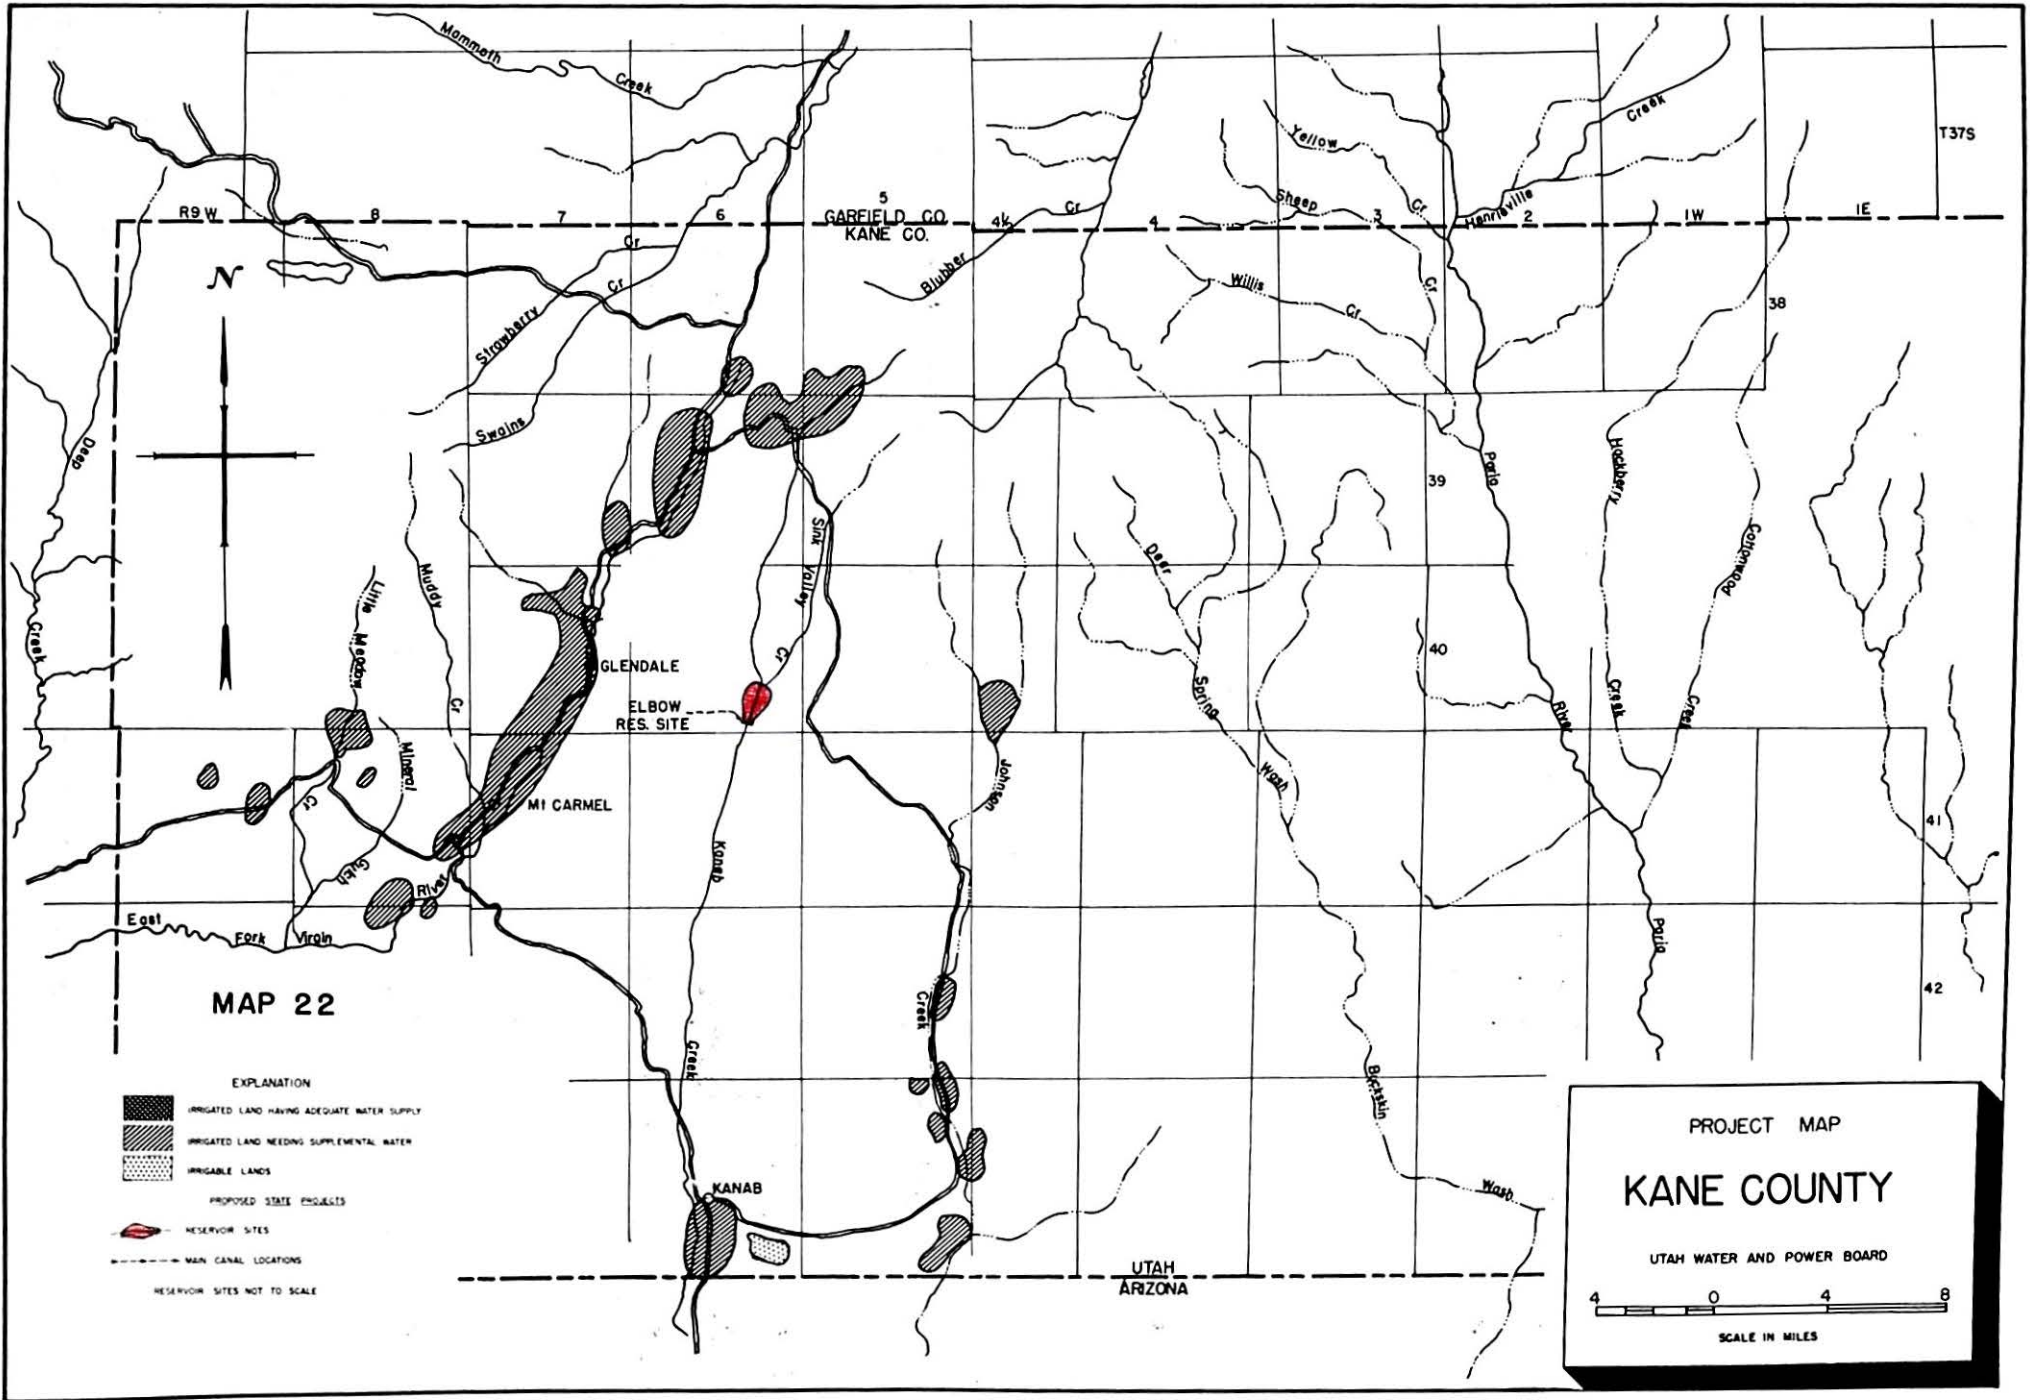 Mammoth
Creek
Creek
Yellow
T37S
Cr
Sheep
Henrieville
R9W
8
7
6
5
GARFIELD CO.
KANE CO.
4½
Cr
4
3
2
1W
1E
N
Cr
Cr
Strawberry
Blubber
Willis
Cr
Cr
38
Swains
Deep
Creek
Paria
39
Hackberry
Cottonwood
Muddy
Cr
Little Meadow
Sink Valley
Cr
Deer
Spring
Wash
40
GLENDALE
ELBOW
RES. SITE
River
Creek
Creek
Mineral
Cr
Gulch
Mt CARMEL
Johnson
41
Kanab
River
East
Fork
Virgin
Paria
42
MAP 22
Creek
Creek
Buckskin
Wash
EXPLANATION
IRRIGATED LAND HAVING ADEQUATE WATER SUPPLY
IRRIGATED LAND NEEDING SUPPLEMENTAL WATER
IRRIGABLE LANDS
PROPOSED STATE PROJECTS
RESERVOIR SITES
MAIN CANAL LOCATIONS
RESERVOIR SITES NOT TO SCALE
KANAB
UTAH
ARIZONA
PROJECT MAP
KANE COUNTY
UTAH WATER AND POWER BOARD
4 0 4 8
SCALE IN MILES